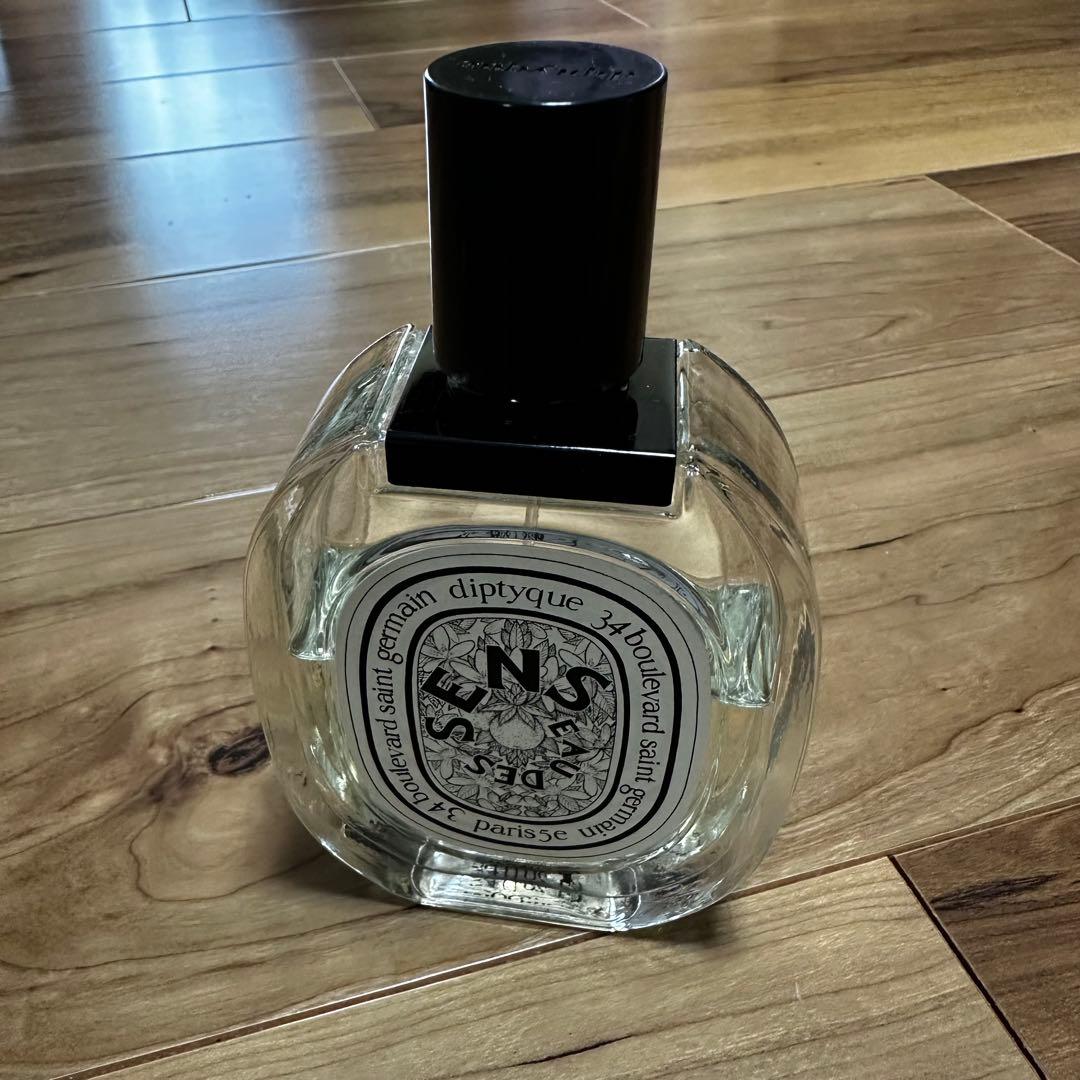 diptyque
34 boulevard saint germain
paris5e
34 boulevard saint germain
EAU DES
SENS